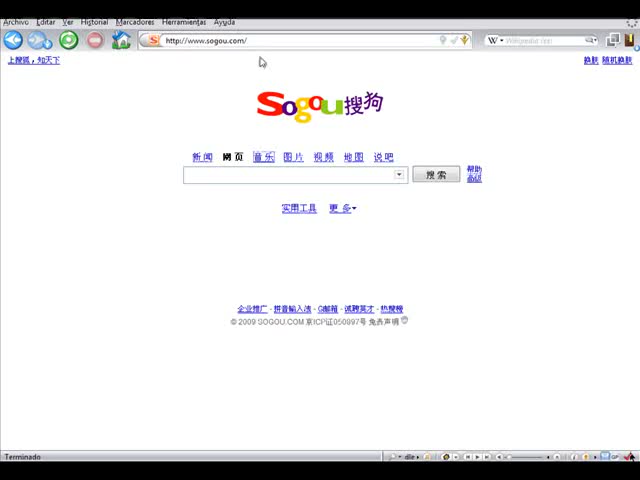 Archivo Editar Ver Historial Marcadores Herramientas Ayuda
http://www.sogou.com/
W Wikipedia (es)
上搜狐，知天下 换肤 随机换肤
Sogou搜狗
新闻 网页 音乐 图片 视频 地图 说吧
搜索 帮助
高级
实用工具 更多
企业推广 - 拼音输入法 - G邮箱 - 诚聘英才 - 热搜榜
© 2009 SOGOU.COM 京ICP证050897号 免责声明
Terminado